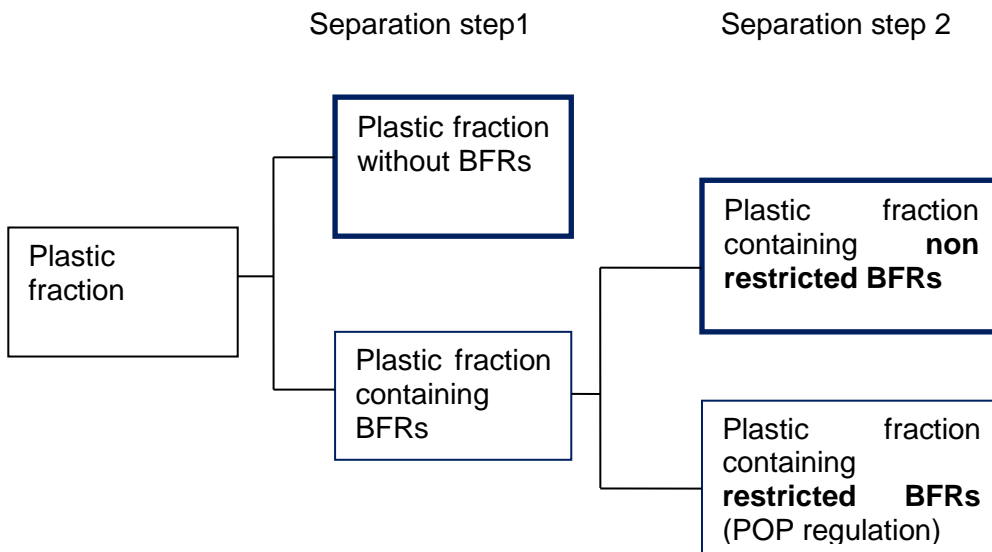 Separation step1
Separation step 2
Plastic fraction
without BFRs
Plastic fraction
containing non
restricted BFRs
Plastic
fraction
Plastic fraction
containing
BFRs
Plastic fraction
containing
restricted BFRs
(POP regulation)